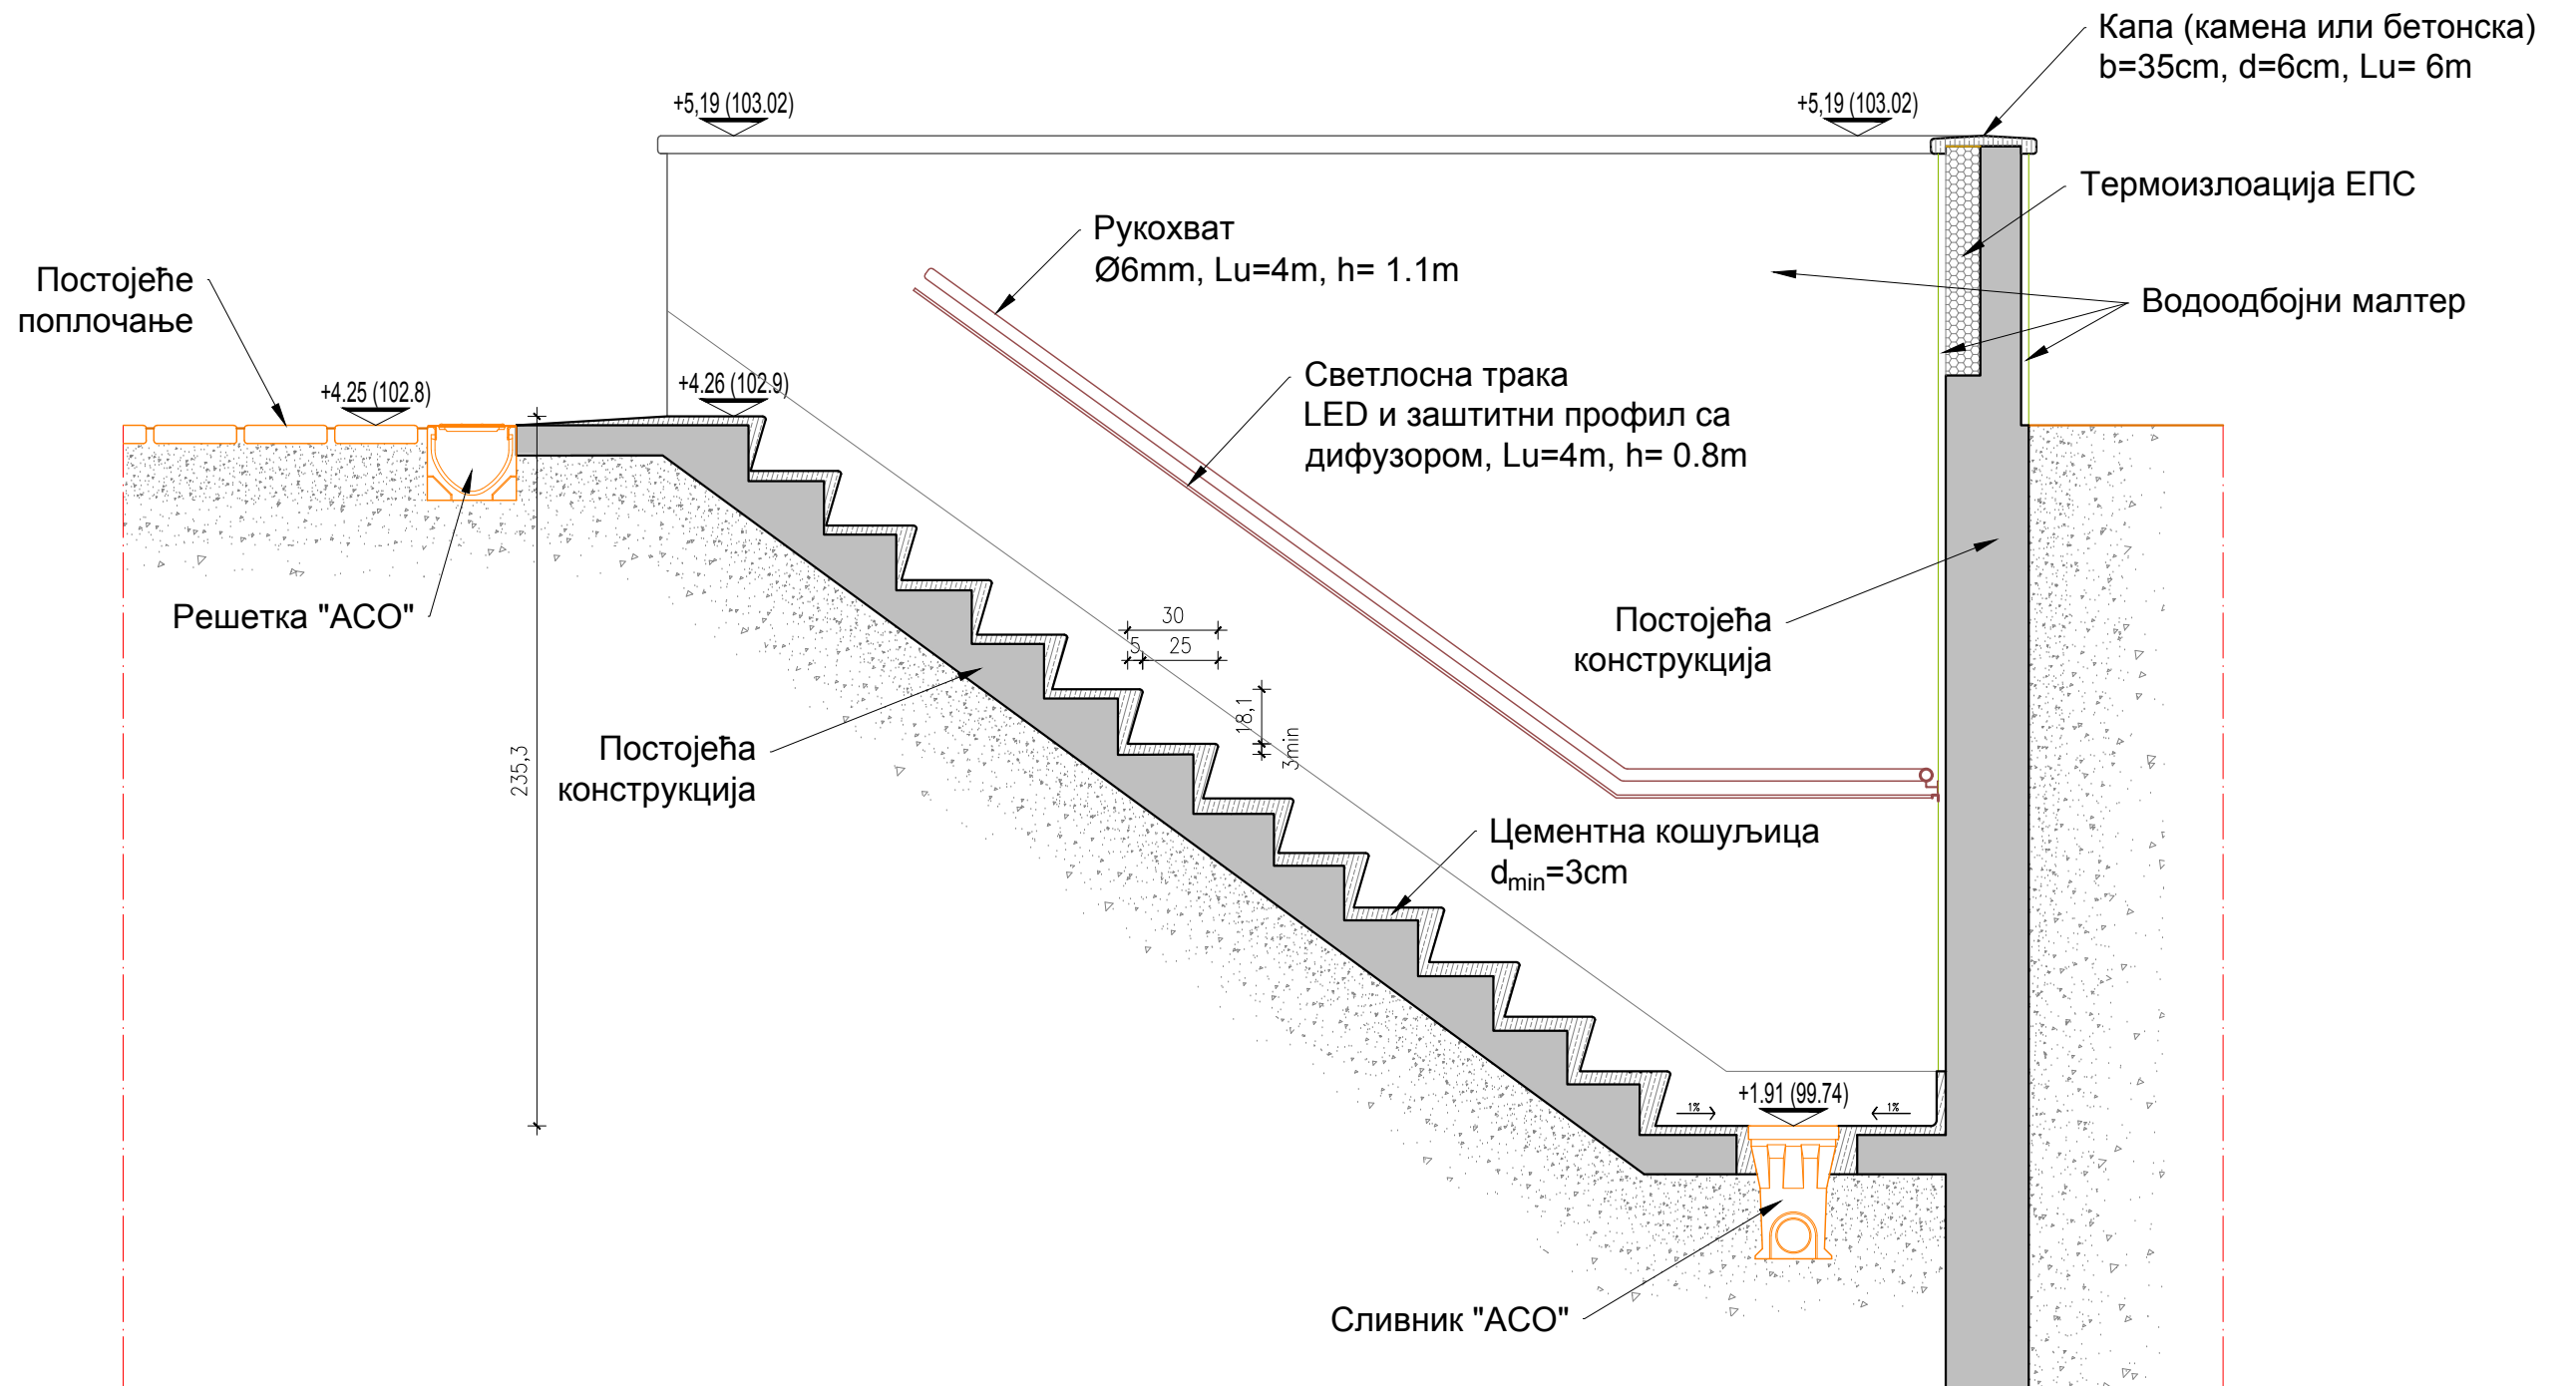 Капа (камена или бетонска)
b=35cm, d=6cm, Lu= 6m
+5,19 (103.02)
+5,19 (103.02)
Термоизлоација ЕПС
Рукохват
Ø6mm, Lu=4m, h= 1.1m
Постојеће
поплочање
Водоодбојни малтер
Светлосна трака
LED и заштитни профил са
дифузором, Lu=4m, h= 0.8m
+4.25 (102.8)
+4.26 (102.9)
Решетка "ACO"
30
5
25
Постојећа
конструкција
18,1
3min
Постојећа
конструкција
235,3
Цементна кошуљица
dmin=3cm
+1.91 (99.74)
1%
1%
Сливник "ACO"